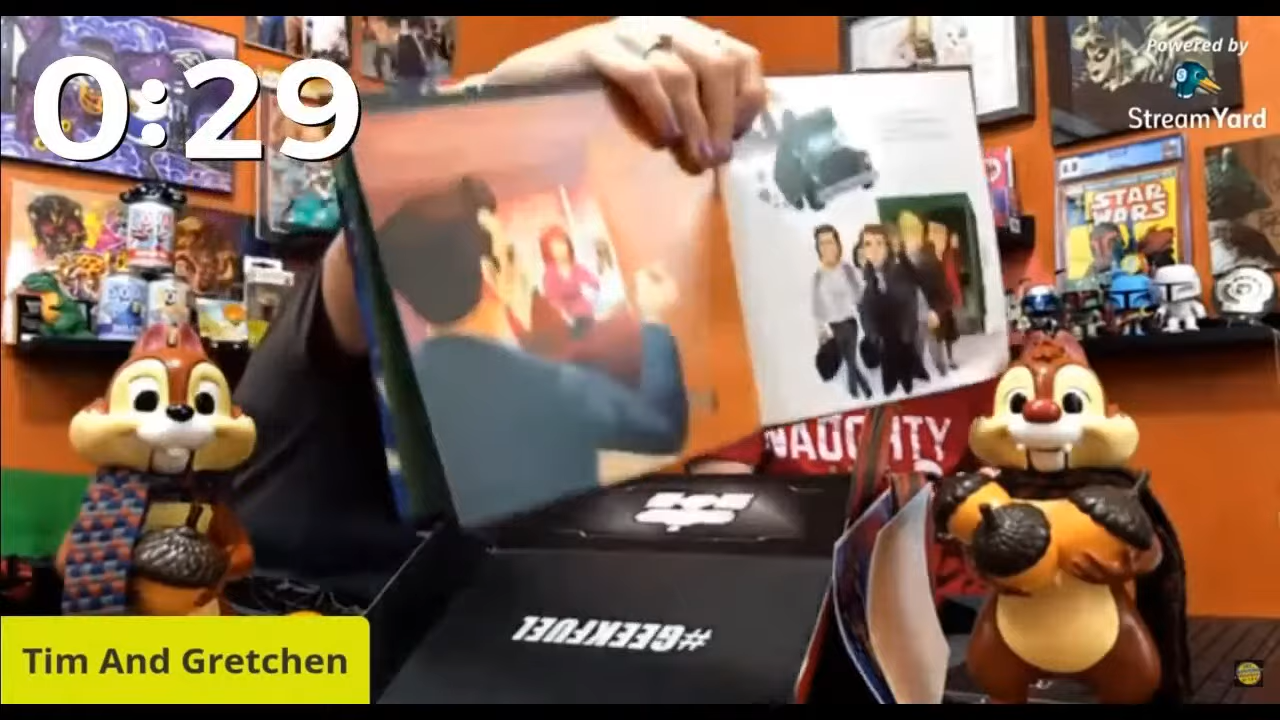 0:29
Powered by
StreamYard
STAR
WARS
NAUGHTY
#GEEKFUEL
Tim And Gretchen